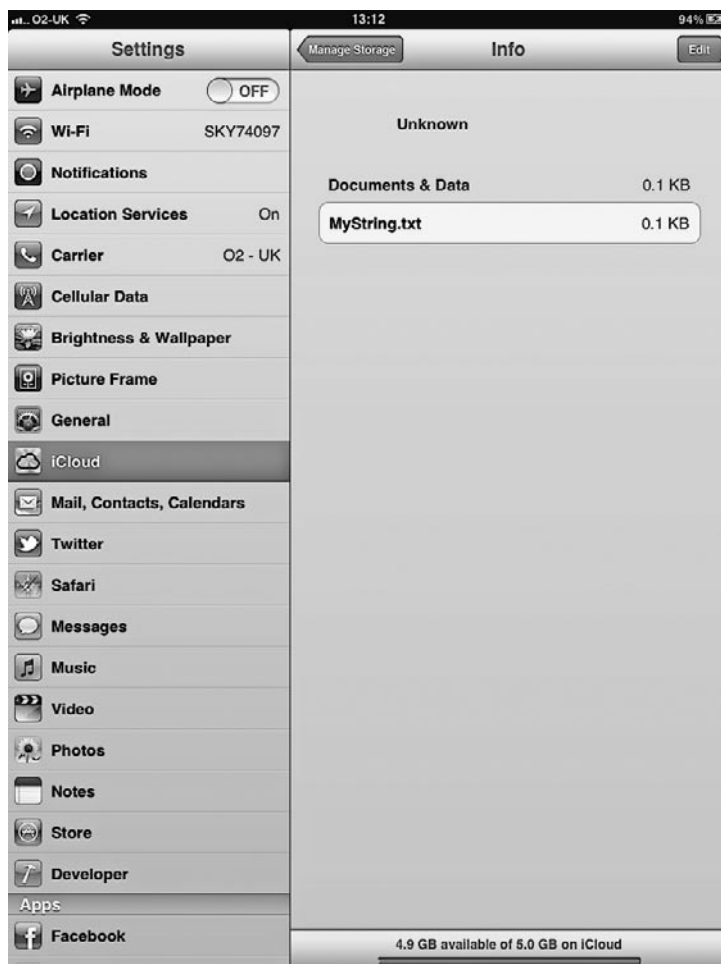 O2-UK 13:12 94%
Settings
Manage Storage Info Edit
Airplane Mode OFF
Wi-Fi SKY74097
Notifications
Location Services On
Carrier O2 - UK
Cellular Data
Brightness & Wallpaper
Picture Frame
General
iCloud
Mail, Contacts, Calendars
Twitter
Safari
Messages
Music
Video
Photos
Notes
Store
Developer
Apps
Facebook
Unknown
Documents & Data 0.1 KB
MyString.txt 0.1 KB
4.9 GB available of 5.0 GB on iCloud